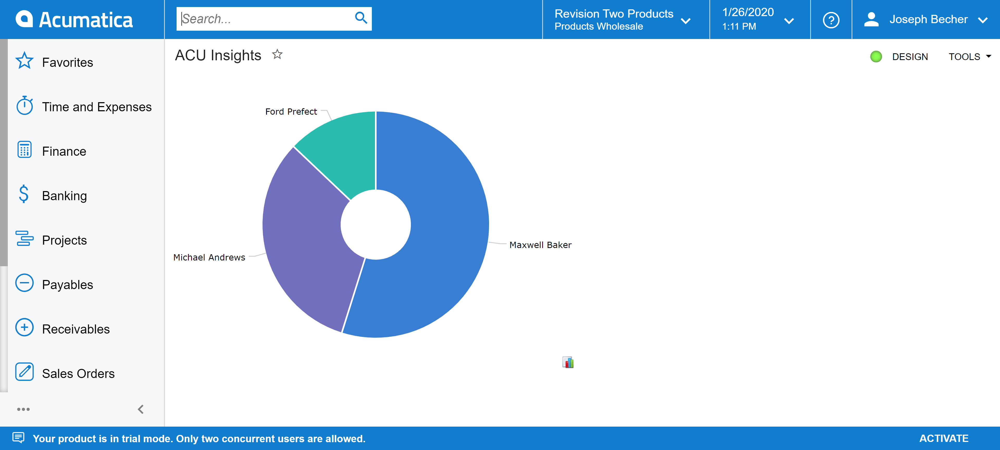 Acumatica
Search...
Revision Two Products
Products Wholesale
1/26/2020
1:11 PM
?
Joseph Becher
Favorites
Time and Expenses
Finance
Banking
Projects
Payables
Receivables
Sales Orders
ACU Insights
DESIGN
TOOLS
Ford Prefect
Maxwell Baker
Michael Andrews
Your product is in trial mode. Only two concurrent users are allowed.
ACTIVATE